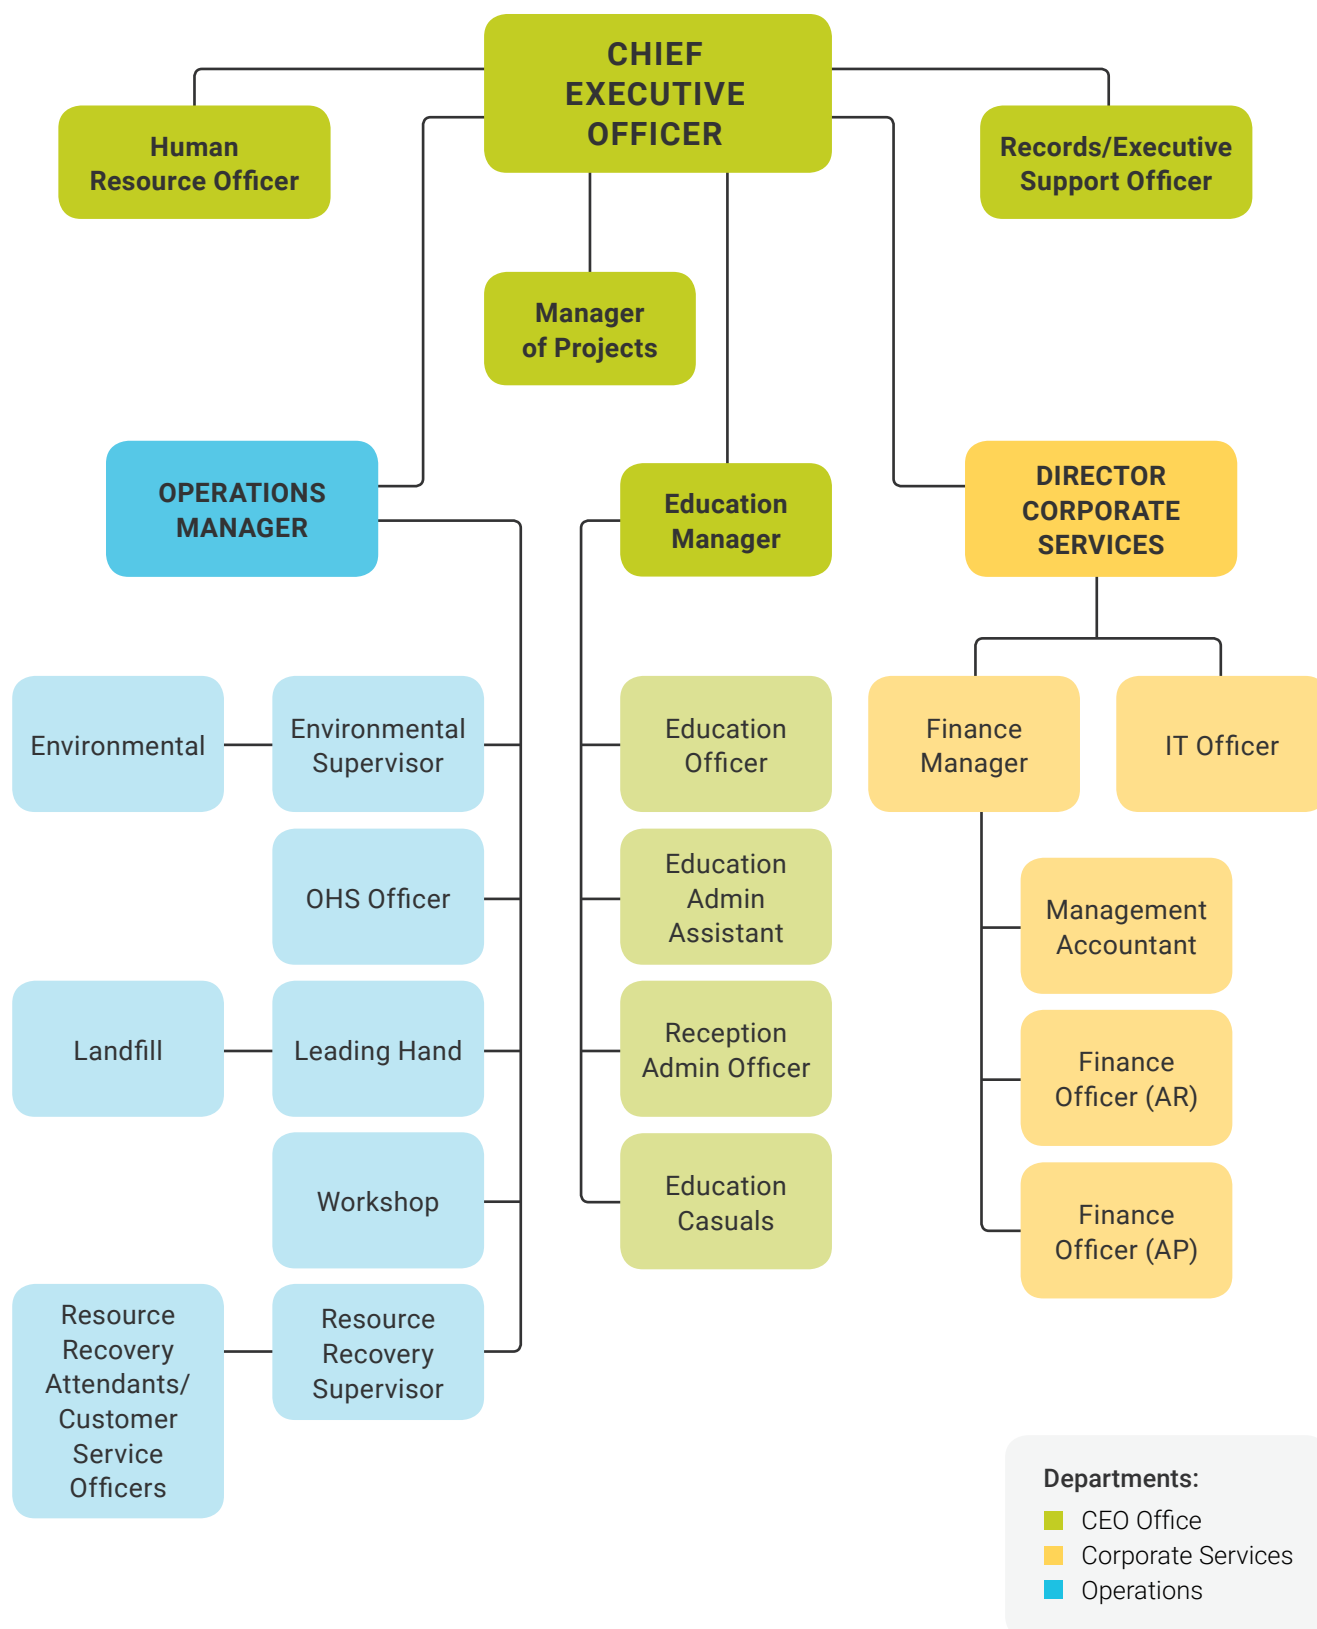 CHIEF
EXECUTIVE
OFFICER
Human
Resource Officer
Records/Executive
Support Officer
Manager
of Projects
OPERATIONS
MANAGER
Education
Manager
DIRECTOR
CORPORATE
SERVICES
Environmental
Environmental
Supervisor
Education
Officer
Finance
Manager
IT Officer
OHS Officer
Education
Admin
Assistant
Management
Accountant
Landfill
Leading Hand
Reception
Admin Officer
Finance
Officer (AR)
Workshop
Education
Casuals
Finance
Officer (AP)
Resource
Recovery
Attendants/
Customer
Service
Officers
Resource
Recovery
Supervisor
Departments:
CEO Office
Corporate Services
Operations